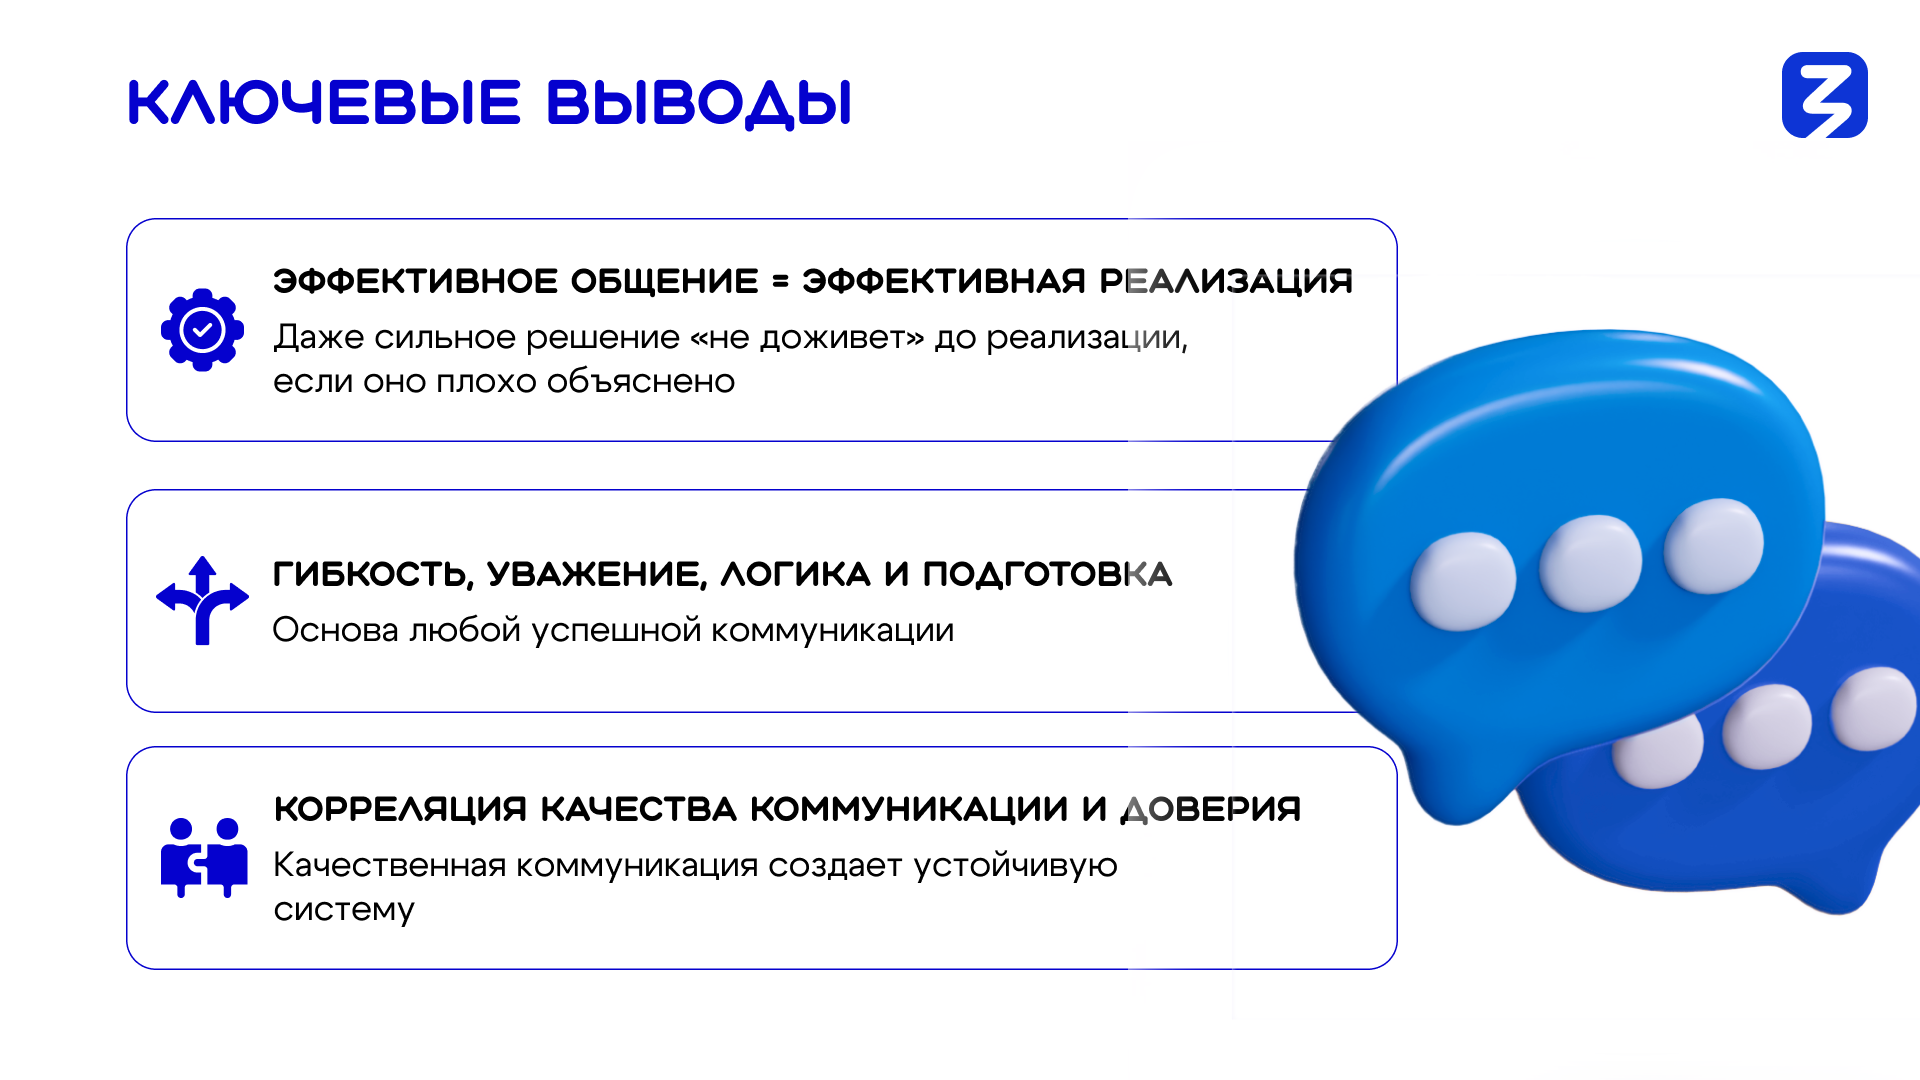 КЛЮЧЕВЫЕ ВЫВОДЫ
ЭФФЕКТИВНОЕ ОБЩЕНИЕ = ЭФФЕКТИВНАЯ РЕАЛИЗАЦИЯ
Даже сильное решение «не доживет» до реализации,
если оно плохо объяснено
ГИБКОСТЬ, УВАЖЕНИЕ, ЛОГИКА И ПОДГОТОВКА
Основа любой успешной коммуникации
КОРРЕЛЯЦИЯ КАЧЕСТВА КОММУНИКАЦИИ И ДОВЕРИЯ
Качественная коммуникация создает устойчивую
систему